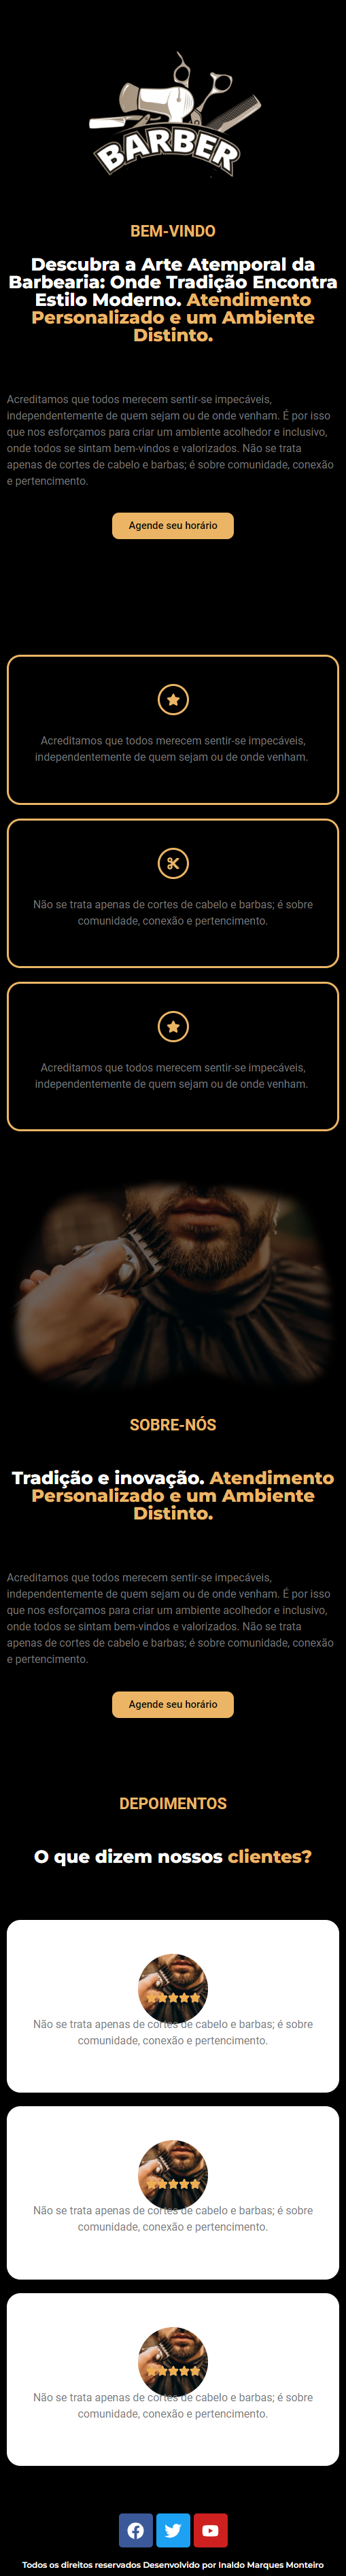 BARBER
BEM-VINDO
Descubra a Arte Atemporal da
Barbearia: Onde Tradição Encontra
Estilo Moderno. Atendimento
Personalizado e um Ambiente
Distinto.
Acreditamos que todos merecem sentir-se impecáveis,
independentemente de quem sejam ou de onde venham. É por isso
que nos esforçamos para criar um ambiente acolhedor e inclusivo,
onde todos se sintam bem-vindos e valorizados. Não se trata
apenas de cortes de cabelo e barbas; é sobre comunidade, conexão
e pertencimento.
Agende seu horário
Acreditamos que todos merecem sentir-se impecáveis,
independentemente de quem sejam ou de onde venham.
Não se trata apenas de cortes de cabelo e barbas; é sobre
comunidade, conexão e pertencimento.
Acreditamos que todos merecem sentir-se impecáveis,
independentemente de quem sejam ou de onde venham.
SOBRE-NÓS
Tradição e inovação. Atendimento
Personalizado e um Ambiente
Distinto.
Acreditamos que todos merecem sentir-se impecáveis,
independentemente de quem sejam ou de onde venham. É por isso
que nos esforçamos para criar um ambiente acolhedor e inclusivo,
onde todos se sintam bem-vindos e valorizados. Não se trata
apenas de cortes de cabelo e barbas; é sobre comunidade, conexão
e pertencimento.
Agende seu horário
DEPOIMENTOS
O que dizem nossos clientes?
Não se trata apenas de cortes de cabelo e barbas; é sobre
comunidade, conexão e pertencimento.
Não se trata apenas de cortes de cabelo e barbas; é sobre
comunidade, conexão e pertencimento.
Não se trata apenas de cortes de cabelo e barbas; é sobre
comunidade, conexão e pertencimento.
Todos os direitos reservados Desenvolvido por Inaldo Marques Monteiro